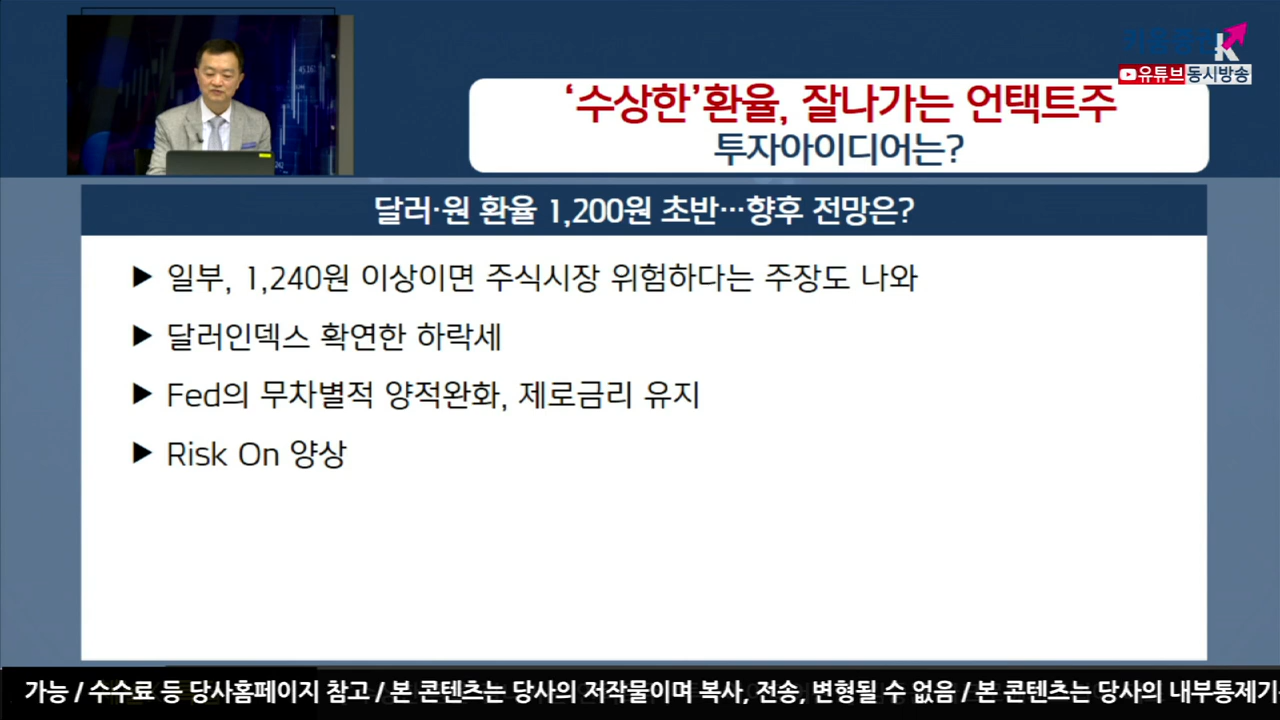 키움증권
유튜브 동시방송
‘수상한’환율, 잘나가는 언택트주
투자아이디어는?
달러·원 환율 1,200원 초반…향후 전망은?
▶ 일부, 1,240원 이상이면 주식시장 위험하다는 주장도 나와
▶ 달러인덱스 확연한 하락세
▶ Fed의 무차별적 양적완화, 제로금리 유지
▶ Risk On 양상
가능 / 수수료 등 당사홈페이지 참고 / 본 콘텐츠는 당사의 저작물이며 복사, 전송, 변형될 수 없음 / 본 콘텐츠는 당사의 내부통제기